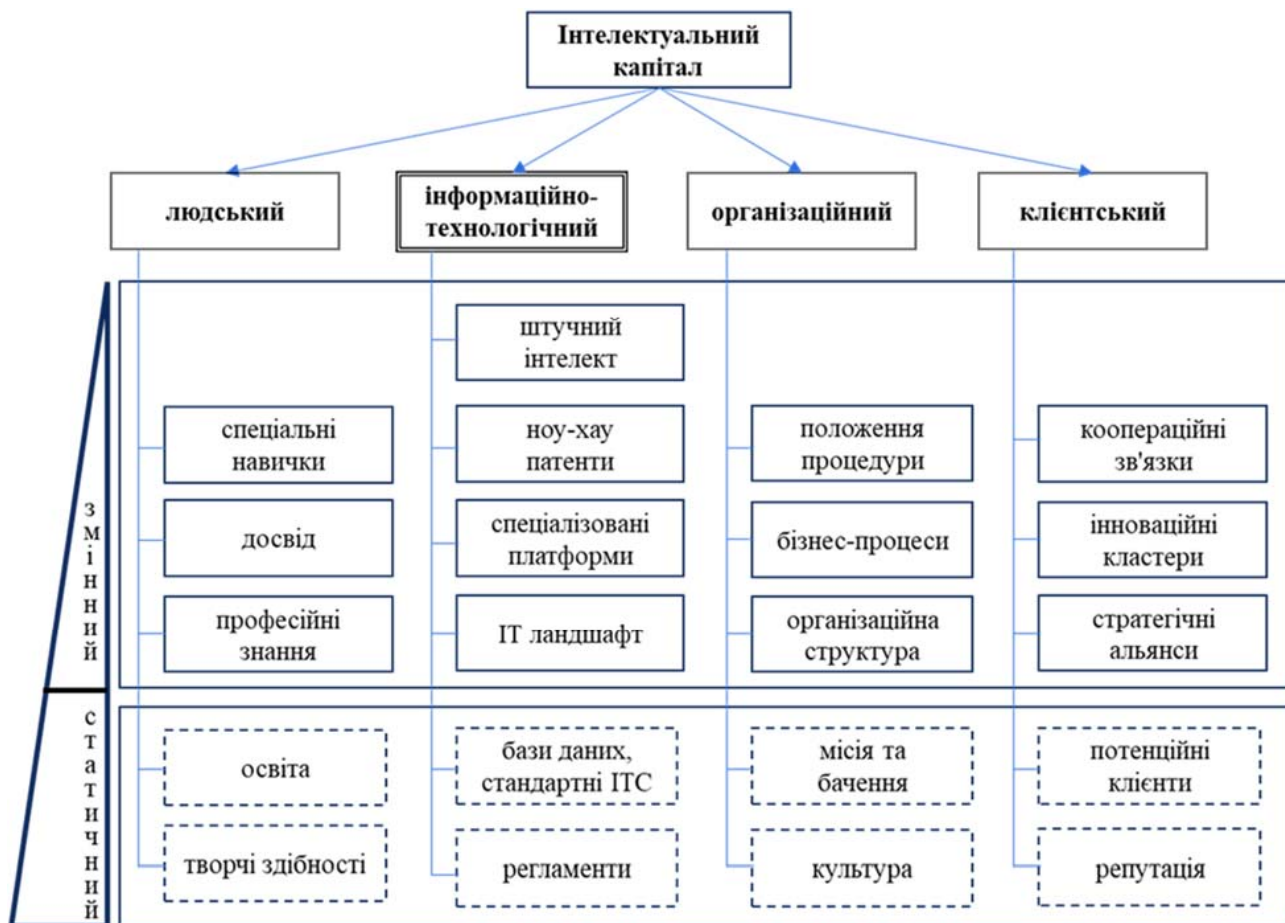 Інтелектуальний
капітал
людський
інформаційно-
технологічний
організаційний
клієнтський
змінний
штучний
інтелект
спеціальні
навички
ноу-хау
патенти
положення
процедури
коопераційні
зв'язки
досвід
спеціалізовані
платформи
бізнес-процеси
інноваційні
кластери
професійні
знання
ІТ ландшафт
організаційна
структура
стратегічні
альянси
статичний
освіта
бази даних,
стандартні ІТС
місія та
бачення
потенційні
клієнти
творчі здібності
регламенти
культура
репутація